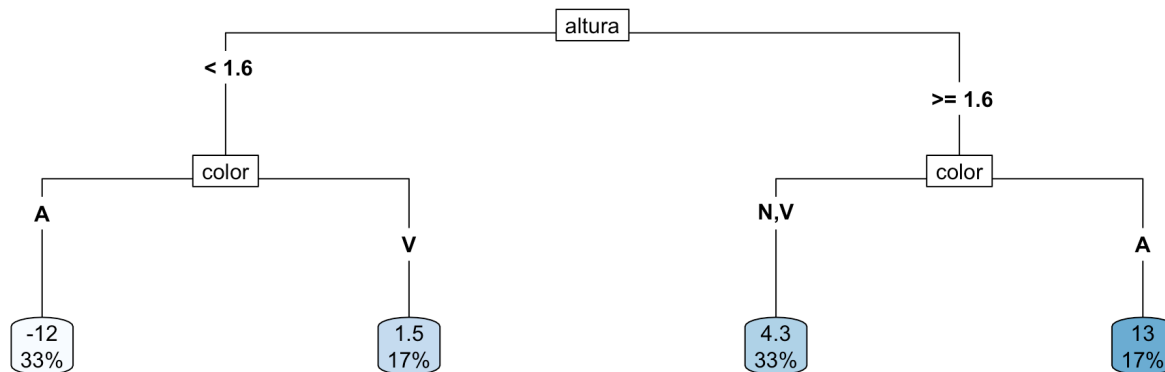 altura
< 1.6
>= 1.6
color
color
A
V
N,V
A
-12
33%
1.5
17%
4.3
33%
13
17%